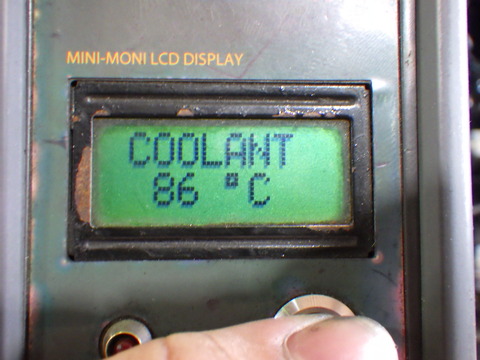 MINI-MONI LCD DISPLAY
COOLANT
86 °C